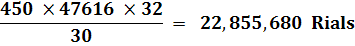 450 × 47616 × 32
30
= 22,855,680 Rials